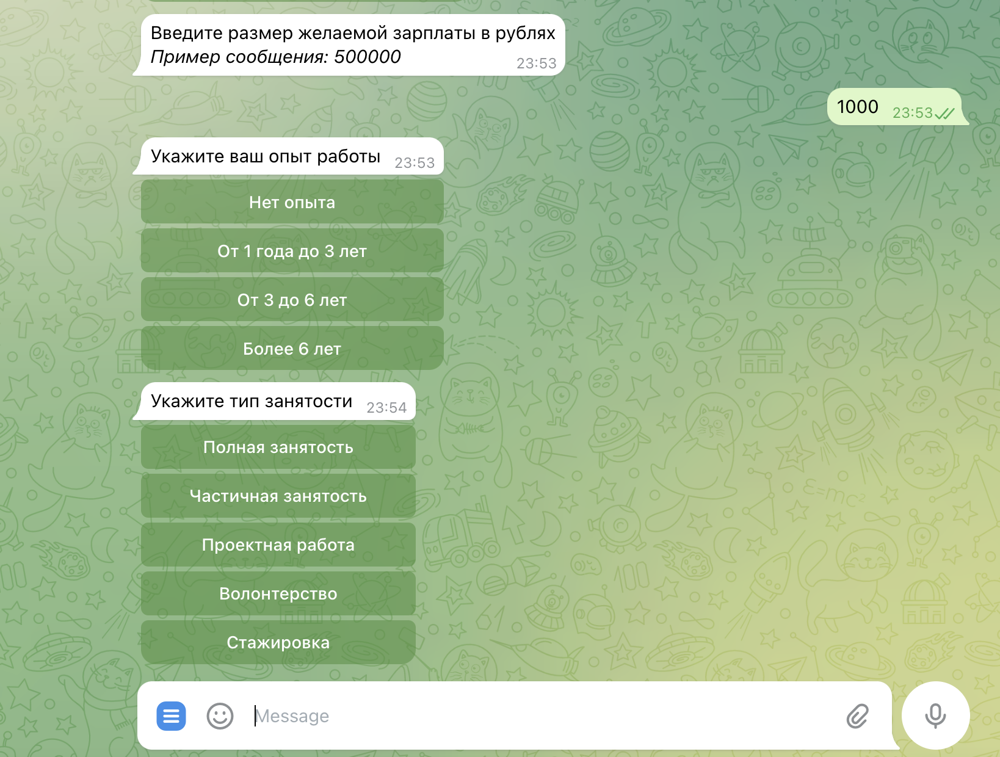 Введите размер желаемой зарплаты в рублях
Пример сообщения: 500000
23:53
1000
23:53
Укажите ваш опыт работы
23:53
Нет опыта
От 1 года до 3 лет
От 3 до 6 лет
Более 6 лет
Укажите тип занятости
23:54
Полная занятость
Частичная занятость
Проектная работа
Волонтерство
Стажировка
Message